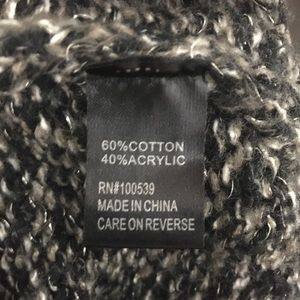 60%COTTON
40%ACRYLIC
RN#100539
MADE IN CHINA
CARE ON REVERSE